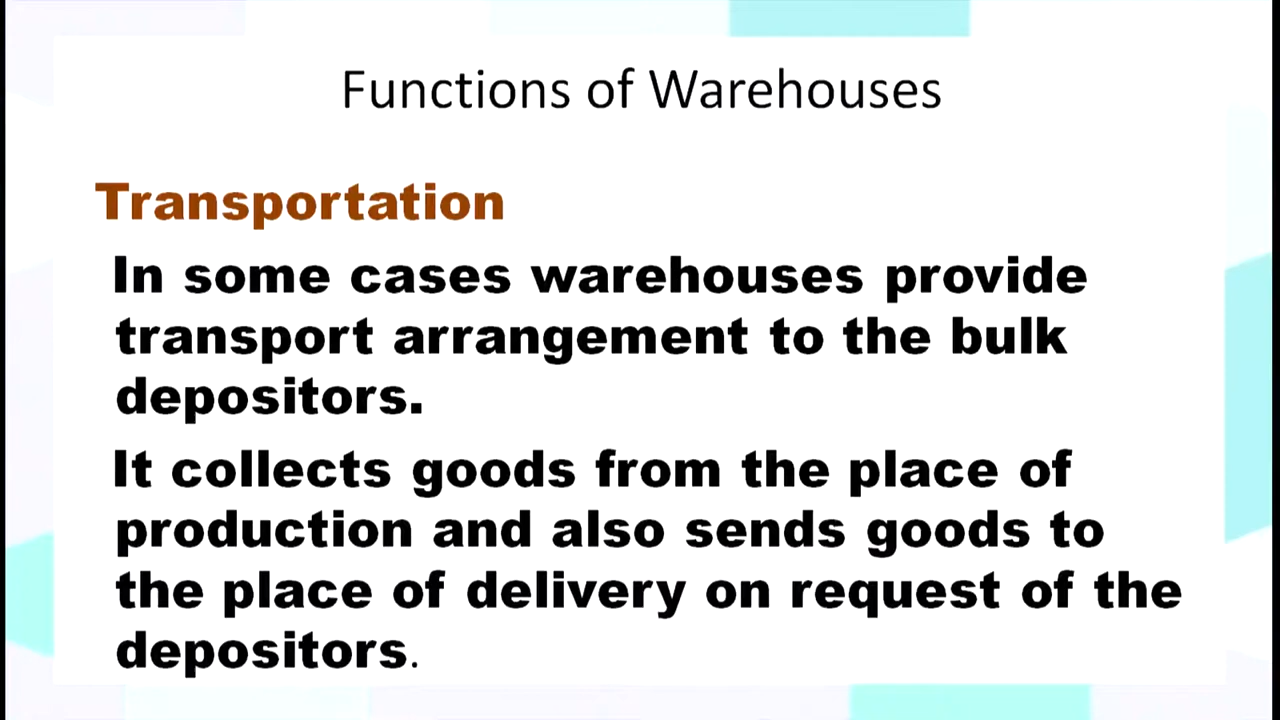 Functions of Warehouses
Transportation
In some cases warehouses provide
transport arrangement to the bulk
depositors.
It collects goods from the place of
production and also sends goods to
the place of delivery on request of the
depositors.